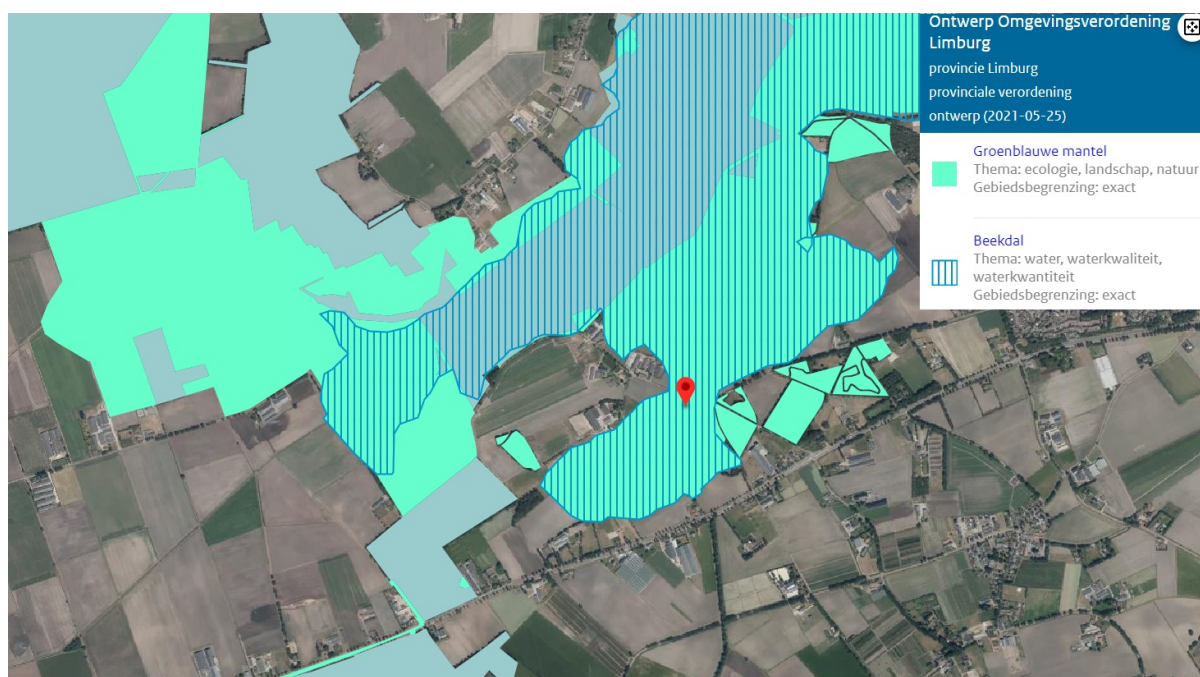 Ontwerp Omgevingsverordening
Limburg
provincie Limburg
provinciale verordening
ontwerp (2021-05-25)
Groenblauwe mantel
Thema: ecologie, landschap, natuur
Gebiedsbegrenzing: exact
Beekdal
Thema: water, waterkwaliteit,
waterkwantiteit
Gebiedsbegrenzing: exact